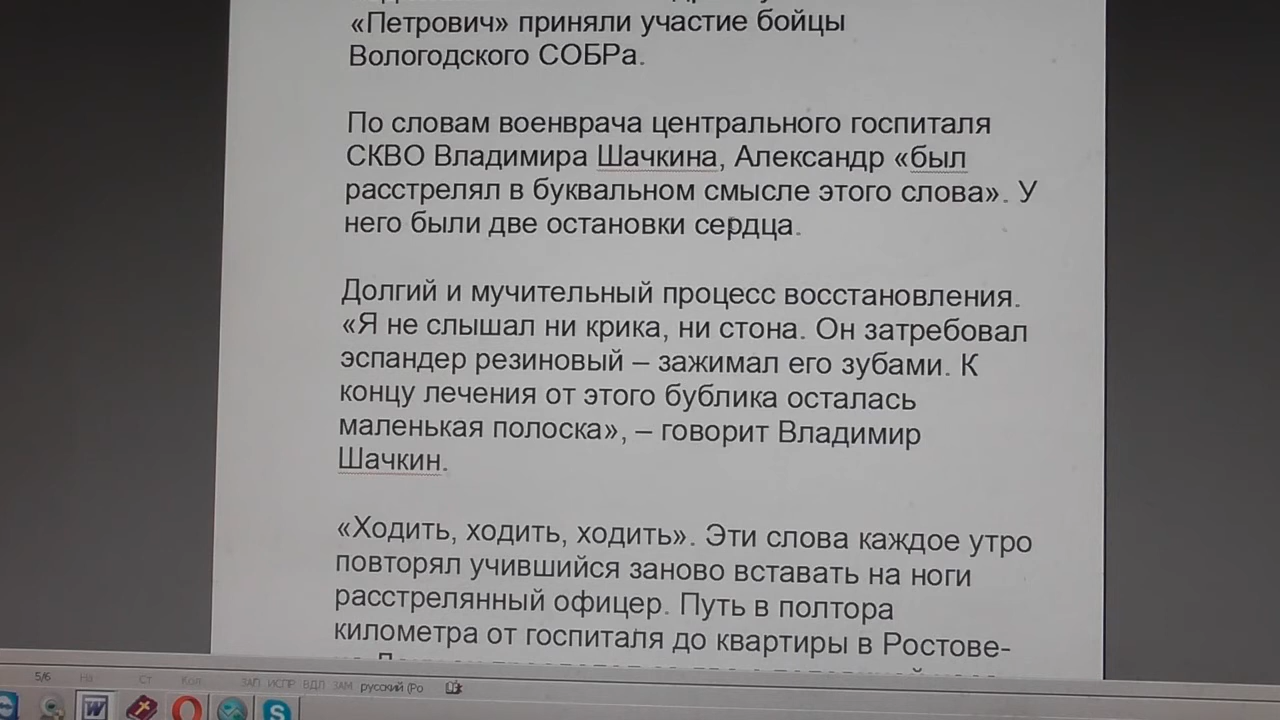 «Петрович» приняли участие бойцы
Вологодского СОБРа.
По словам военврача центрального госпиталя
СКВО Владимира Шачкина, Александр «был
расстрелял в буквальном смысле этого слова». У
него были две остановки сердца.
Долгий и мучительный процесс восстановления.
«Я не слышал ни крика, ни стона. Он затребовал
эспандер резиновый – зажимал его зубами. К
концу лечения от этого бублика осталась
маленькая полоска», – говорит Владимир
Шачкин.
«Ходить, ходить, ходить». Эти слова каждое утро
повторял учившийся заново вставать на ноги
расстрелянный офицер. Путь в полтора
километра от госпиталя до квартиры в Ростове-
5/6 На Ст Кол ЗАП ИСПР ВДЛ ЗАМ русский (Ро